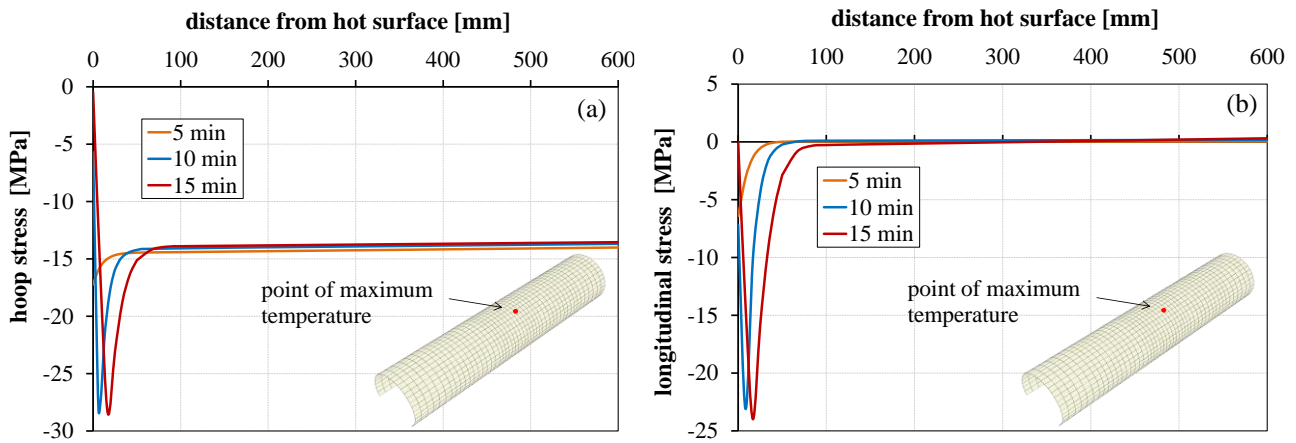 distance from hot surface [mm]
0 100 200 300 400 500 600
0
-5
-10
-15
-20
-25
-30
hoop stress [MPa]
(a)
5 min
10 min
15 min
point of maximum
temperature
distance from hot surface [mm]
0 100 200 300 400 500 600
5
0
-5
-10
-15
-20
-25
longitudinal stress [MPa]
(b)
5 min
10 min
15 min
point of maximum
temperature